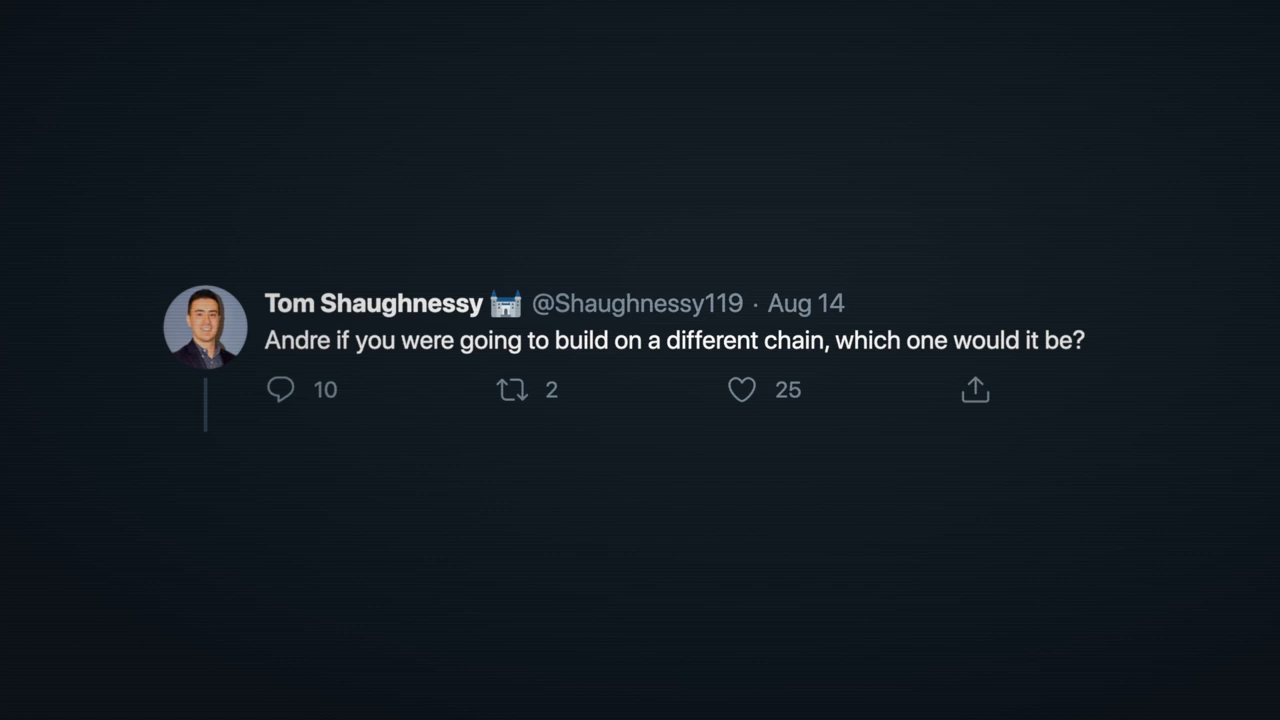 Tom Shaughnessy 🏰 @Shaughnessy119 · Aug 14
Andre if you were going to build on a different chain, which one would it be?
10 2 25